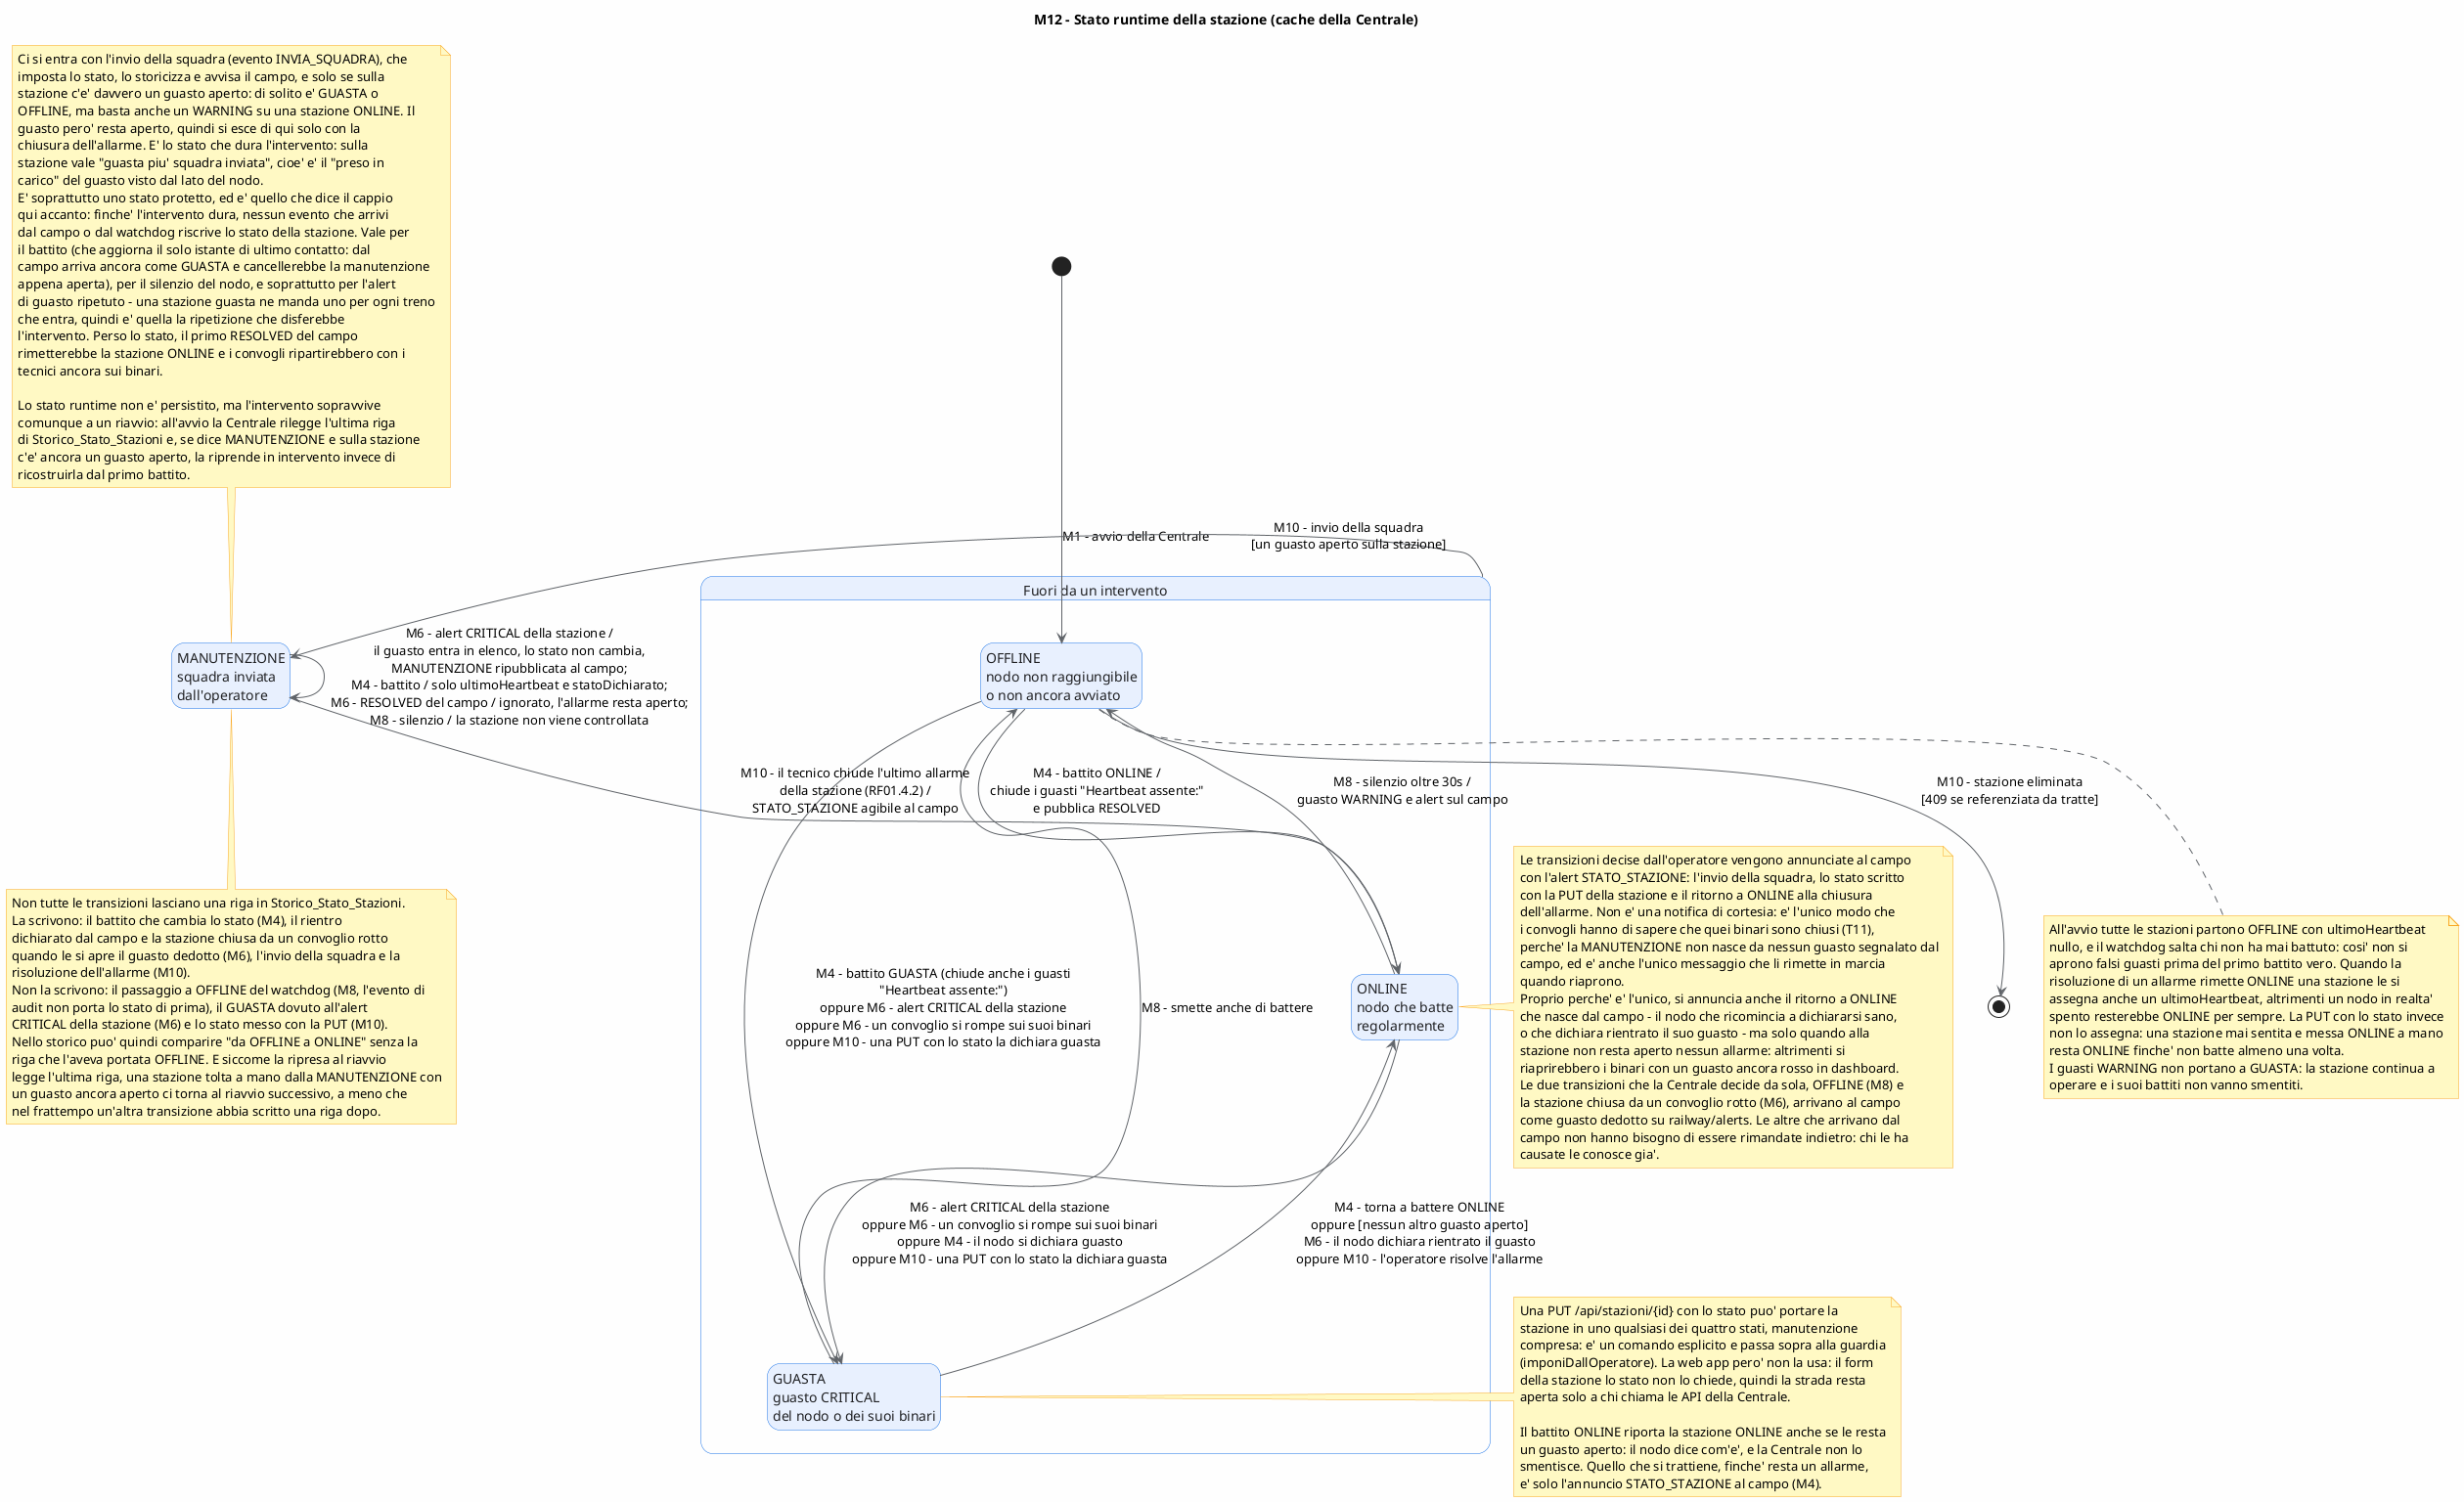 M12 - Stato runtime della stazione (cache della Centrale)
Ci si entra con l'invio della squadra (evento INVIA_SQUADRA), che
imposta lo stato, lo storicizza e avvisa il campo, e solo se sulla
stazione c'e' davvero un guasto aperto: di solito e' GUASTA o
OFFLINE, ma basta anche un WARNING su una stazione ONLINE. Il
guasto pero' resta aperto, quindi si esce di qui solo con la
chiusura dell'allarme. E' lo stato che dura l'intervento: sulla
stazione vale "guasta piu' squadra inviata", cioe' e' il "preso in
carico" del guasto visto dal lato del nodo.
E' soprattutto uno stato protetto, ed e' quello che dice il cappio
qui accanto: finche' l'intervento dura, nessun evento che arrivi
dal campo o dal watchdog riscrive lo stato della stazione. Vale per
il battito (che aggiorna il solo istante di ultimo contatto: dal
campo arriva ancora come GUASTA e cancellerebbe la manutenzione
appena aperta), per il silenzio del nodo, e soprattutto per l'alert
di guasto ripetuto - una stazione guasta ne manda uno per ogni treno
che entra, quindi e' quella la ripetizione che disferebbe
l'intervento. Perso lo stato, il primo RESOLVED del campo
rimetterebbe la stazione ONLINE e i convogli ripartirebbero con i
tecnici ancora sui binari.
Lo stato runtime non e' persistito, ma l'intervento sopravvive
comunque a un riavvio: all'avvio la Centrale rilegge l'ultima riga
di Storico_Stato_Stazioni e, se dice MANUTENZIONE e sulla stazione
c'e' ancora un guasto aperto, la riprende in intervento invece di
ricostruirla dal primo battito.
M1 - avvio della Centrale
M10 - invio della squadra
[un guasto aperto sulla stazione]
Fuori da un intervento
MANUTENZIONE
squadra inviata
dall'operatore
M6 - alert CRITICAL della stazione /
il guasto entra in elenco, lo stato non cambia,
MANUTENZIONE ripubblicata al campo;
M4 - battito / solo ultimoHeartbeat e statoDichiarato;
M6 - RESOLVED del campo / ignorato, l'allarme resta aperto;
M8 - silenzio / la stazione non viene controllata
OFFLINE
nodo non raggiungibile
o non ancora avviato
M10 - il tecnico chiude l'ultimo allarme
della stazione (RF01.4.2) /
STATO_STAZIONE agibile al campo
M4 - battito ONLINE /
chiude i guasti "Heartbeat assente:"
e pubblica RESOLVED
M8 - silenzio oltre 30s /
guasto WARNING e alert sul campo
M10 - stazione eliminata
[409 se referenziata da tratte]
Non tutte le transizioni lasciano una riga in Storico_Stato_Stazioni.
La scrivono: il battito che cambia lo stato (M4), il rientro
dichiarato dal campo e la stazione chiusa da un convoglio rotto
quando le si apre il guasto dedotto (M6), l'invio della squadra e la
risoluzione dell'allarme (M10).
Non la scrivono: il passaggio a OFFLINE del watchdog (M8, l'evento di
audit non porta lo stato di prima), il GUASTA dovuto all'alert
CRITICAL della stazione (M6) e lo stato messo con la PUT (M10).
Nello storico puo' quindi comparire "da OFFLINE a ONLINE" senza la
riga che l'aveva portata OFFLINE. E siccome la ripresa al riavvio
legge l'ultima riga, una stazione tolta a mano dalla MANUTENZIONE con
un guasto ancora aperto ci torna al riavvio successivo, a meno che
nel frattempo un'altra transizione abbia scritto una riga dopo.
M4 - battito GUASTA (chiude anche i guasti
"Heartbeat assente:")
oppure M6 - alert CRITICAL della stazione
oppure M6 - un convoglio si rompe sui suoi binari
oppure M10 - una PUT con lo stato la dichiara guasta
M8 - smette anche di battere
ONLINE
nodo che batte
regolarmente
Le transizioni decise dall'operatore vengono annunciate al campo
con l'alert STATO_STAZIONE: l'invio della squadra, lo stato scritto
con la PUT della stazione e il ritorno a ONLINE alla chiusura
dell'allarme. Non e' una notifica di cortesia: e' l'unico modo che
i convogli hanno di sapere che quei binari sono chiusi (T11),
perche' la MANUTENZIONE non nasce da nessun guasto segnalato dal
campo, ed e' anche l'unico messaggio che li rimette in marcia
quando riaprono.
Proprio perche' e' l'unico, si annuncia anche il ritorno a ONLINE
che nasce dal campo - il nodo che ricomincia a dichiararsi sano,
o che dichiara rientrato il suo guasto - ma solo quando alla
stazione non resta aperto nessun allarme: altrimenti si
riaprirebbero i binari con un guasto ancora rosso in dashboard.
Le due transizioni che la Centrale decide da sola, OFFLINE (M8) e
la stazione chiusa da un convoglio rotto (M6), arrivano al campo
come guasto dedotto su railway/alerts. Le altre che arrivano dal
campo non hanno bisogno di essere rimandate indietro: chi le ha
causate le conosce gia'.
All'avvio tutte le stazioni partono OFFLINE con ultimoHeartbeat
nullo, e il watchdog salta chi non ha mai battuto: cosi' non si
aprono falsi guasti prima del primo battito vero. Quando la
risoluzione di un allarme rimette ONLINE una stazione le si
assegna anche un ultimoHeartbeat, altrimenti un nodo in realta'
spento resterebbe ONLINE per sempre. La PUT con lo stato invece
non lo assegna: una stazione mai sentita e messa ONLINE a mano
resta ONLINE finche' non batte almeno una volta.
I guasti WARNING non portano a GUASTA: la stazione continua a
operare e i suoi battiti non vanno smentiti.
M6 - alert CRITICAL della stazione
oppure M6 - un convoglio si rompe sui suoi binari
oppure M4 - il nodo si dichiara guasto
oppure M10 - una PUT con lo stato la dichiara guasta
M4 - torna a battere ONLINE
oppure [nessun altro guasto aperto]
M6 - il nodo dichiara rientrato il guasto
oppure M10 - l'operatore risolve l'allarme
GUASTA
guasto CRITICAL
del nodo o dei suoi binari
Una PUT /api/stazioni/{id} con lo stato puo' portare la
stazione in uno qualsiasi dei quattro stati, manutenzione
compresa: e' un comando esplicito e passa sopra alla guardia
(imponiDallOperatore). La web app pero' non la usa: il form
della stazione lo stato non lo chiede, quindi la strada resta
aperta solo a chi chiama le API della Centrale.
Il battito ONLINE riporta la stazione ONLINE anche se le resta
un guasto aperto: il nodo dice com'e', e la Centrale non lo
smentisce. Quello che si trattiene, finche' resta un allarme,
e' solo l'annuncio STATO_STAZIONE al campo (M4).